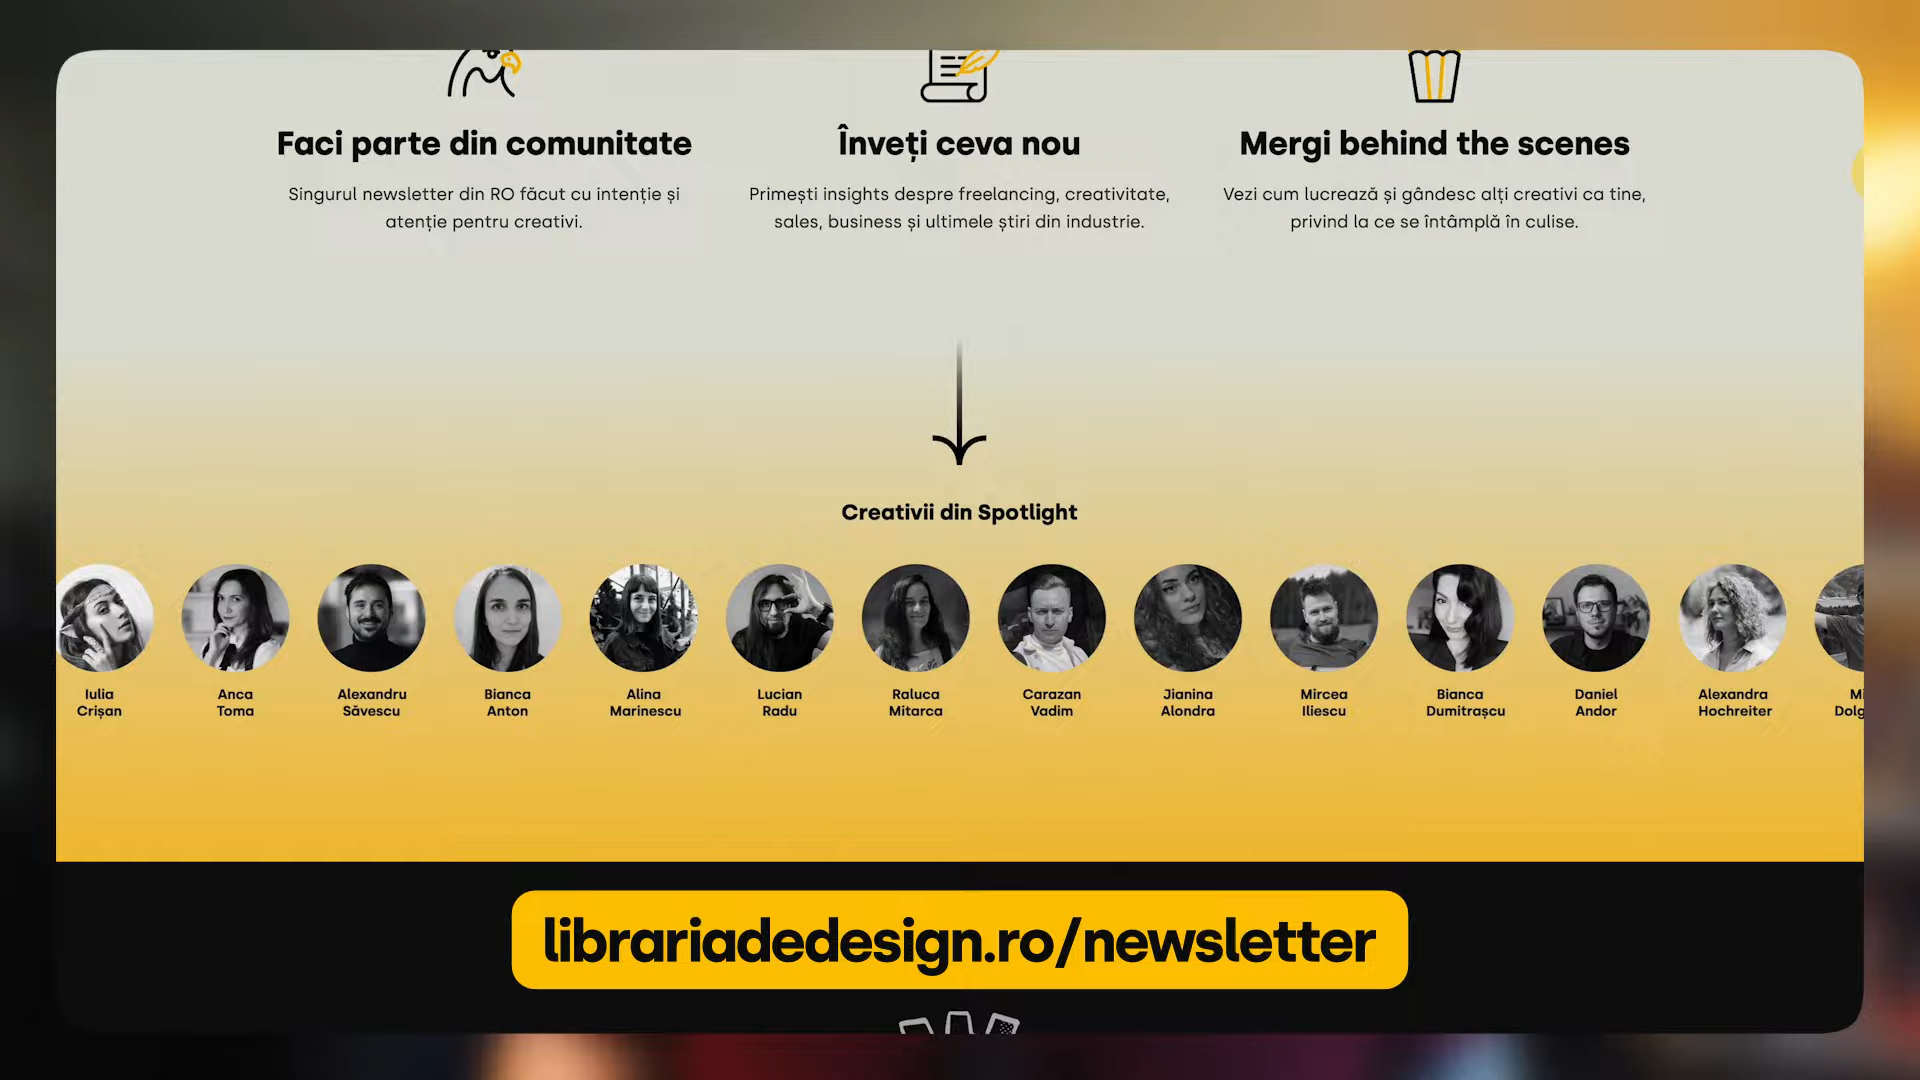 Faci parte din comunitate
Singurul newsletter din RO făcut cu intenție și
atenție pentru creativi.
Înveți ceva nou
Primești insights despre freelancing, creativitate,
sales, business și ultimele știri din industrie.
Mergi behind the scenes
Vezi cum lucrează și gândesc alți creativi ca tine,
privind la ce se întâmplă în culise.
Creativii din Spotlight
Iulia
Crișan
Anca
Toma
Alexandru
Săvescu
Bianca
Anton
Alina
Marinescu
Lucian
Radu
Raluca
Mitarca
Carazan
Vadim
Jianina
Alondra
Mircea
Iliescu
Bianca
Dumitrașcu
Daniel
Andor
Alexandra
Hochreiter
librariadedesign.ro/newsletter